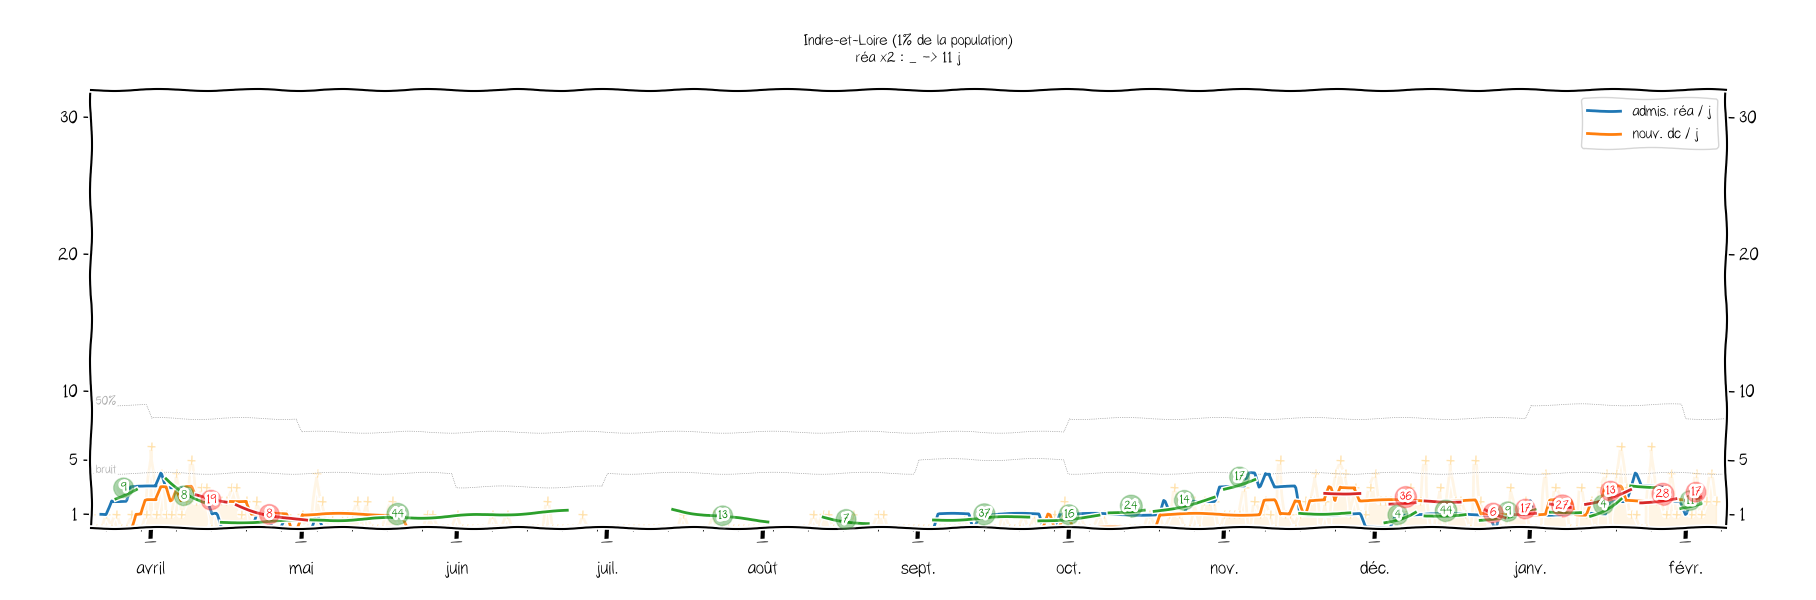 Indre-et-Loire (1% de la population)
réa x2 : _ -> 11 j
30
30
admis. réa / j
nouv. dc / j
20
20
10
10
60%
5
5
bruit
1
1
9
8
19
8
44
13
7
37
16
24
14
17
36
4
44
6
9
17
27
4
13
28
17
avril
mai
juin
juil.
août
sept.
oct.
nov.
déc.
janv.
févr.